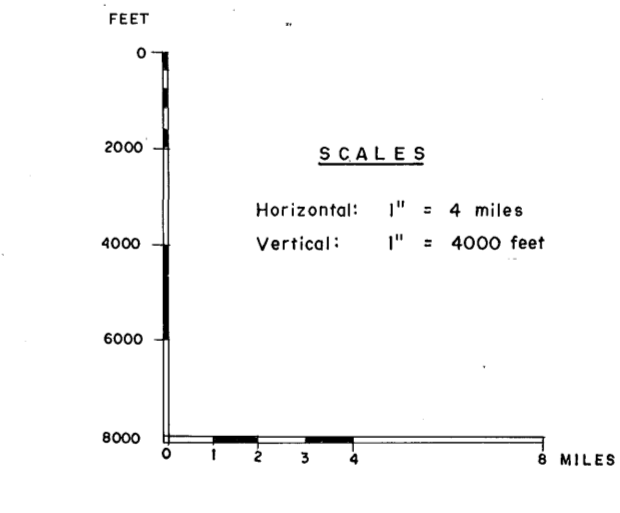 FEET
0
2000
SCALES
Horizontal: 1" = 4 miles
4000
Vertical: 1" = 4000 feet
6000
8000
0 1 2 3 4 8 MILES